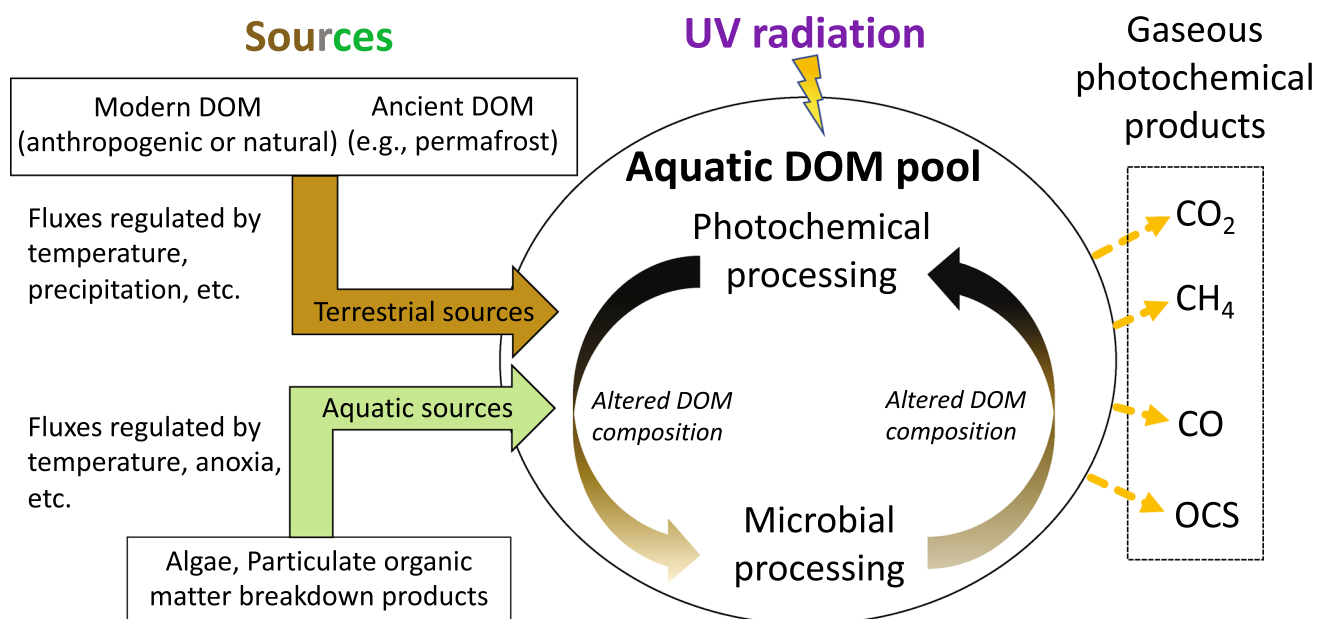 Sources
Modern DOM
(anthropogenic or natural)
Ancient DOM
(e.g., permafrost)
Fluxes regulated by
temperature,
precipitation, etc.
Terrestrial sources
Aquatic sources
Fluxes regulated by
temperature, anoxia,
etc.
Algae, Particulate organic
matter breakdown products
UV radiation
Aquatic DOM pool
Photochemical
processing
Altered DOM
composition
Altered DOM
composition
Microbial
processing
Gaseous
photochemical
products
CO₂
CH₄
CO
OCS